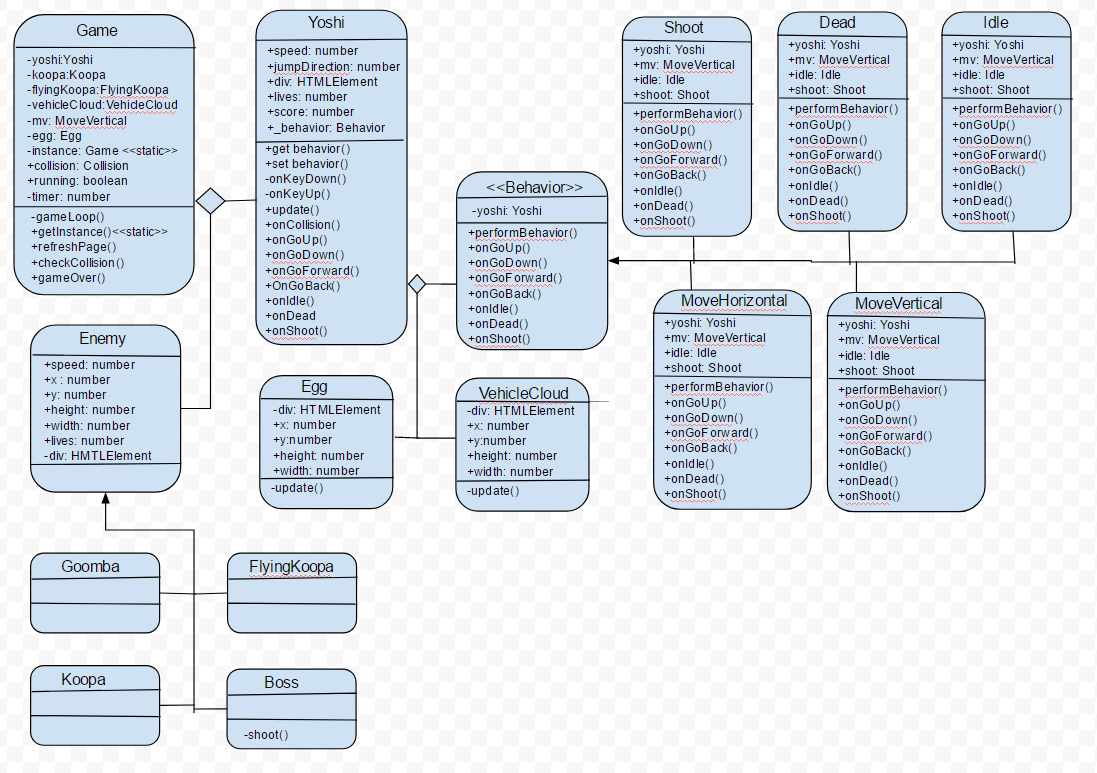 Game
-yoshi:Yoshi
-koopa:Koopa
-flyingKoopa:FlyingKoopa
-vehicleCloud:VehicleCloud
-mv: MoveVertical
-egg: Egg
-instance: Game <<static>>
+collision: Collision
+running: boolean
-timer: number
-gameLoop()
+getInstance()<<static>>
+refreshPage()
+checkCollision()
+gameOver()
Yoshi
+speed: number
+jumpDirection: number
+div: HTMLElement
+lives: number
+score: number
+_behavior: Behavior
+get behavior()
+set behavior()
-onKeyDown()
-onKeyUp()
+update()
+onCollision()
+onGoUp()
+onGoDown()
+onGoForward()
+OnGoBack()
+onIdle()
+onDead
+onShoot()
<<Behavior>>
-yoshi: Yoshi
+performBehavior()
+onGoUp()
+onGoDown()
+onGoForward()
+onGoBack()
+onIdle()
+onDead()
+onShoot()
Shoot
+yoshi: Yoshi
+mv: MoveVertical
+idle: Idle
+shoot: Shoot
+performBehavior()
+onGoUp()
+onGoDown()
+onGoForward()
+onGoBack()
+onIdle()
+onDead()
+onShoot()
Dead
+yoshi: Yoshi
+mv: MoveVertical
+idle: Idle
+shoot: Shoot
+performBehavior()
+onGoUp()
+onGoDown()
+onGoForward()
+onGoBack()
+onIdle()
+onDead()
+onShoot()
Idle
+yoshi: Yoshi
+mv: MoveVertical
+idle: Idle
+shoot: Shoot
+performBehavior()
+onGoUp()
+onGoDown()
+onGoForward()
+onGoBack()
+onIdle()
+onDead()
+onShoot()
MoveHorizontal
+yoshi: Yoshi
+mv: MoveVertical
+idle: Idle
+shoot: Shoot
+performBehavior()
+onGoUp()
+onGoDown()
+onGoForward()
+onGoBack()
+onIdle()
+onDead()
+onShoot()
MoveVertical
+yoshi: Yoshi
+mv: MoveVertical
+idle: Idle
+shoot: Shoot
+performBehavior()
+onGoUp()
+onGoDown()
+onGoForward()
+onGoBack()
+onIdle()
+onDead()
+onShoot()
Enemy
+speed: number
+x : number
+y: number
+height: number
+width: number
+lives: number
-div: HMTLElement
Egg
-div: HTMLElement
+x: number
+y:number
+height: number
+width: number
-update()
VehicleCloud
-div: HTMLElement
+x: number
+y:number
+height: number
+width: number
-update()
Goomba
FlyingKoopa
Koopa
Boss
-shoot()